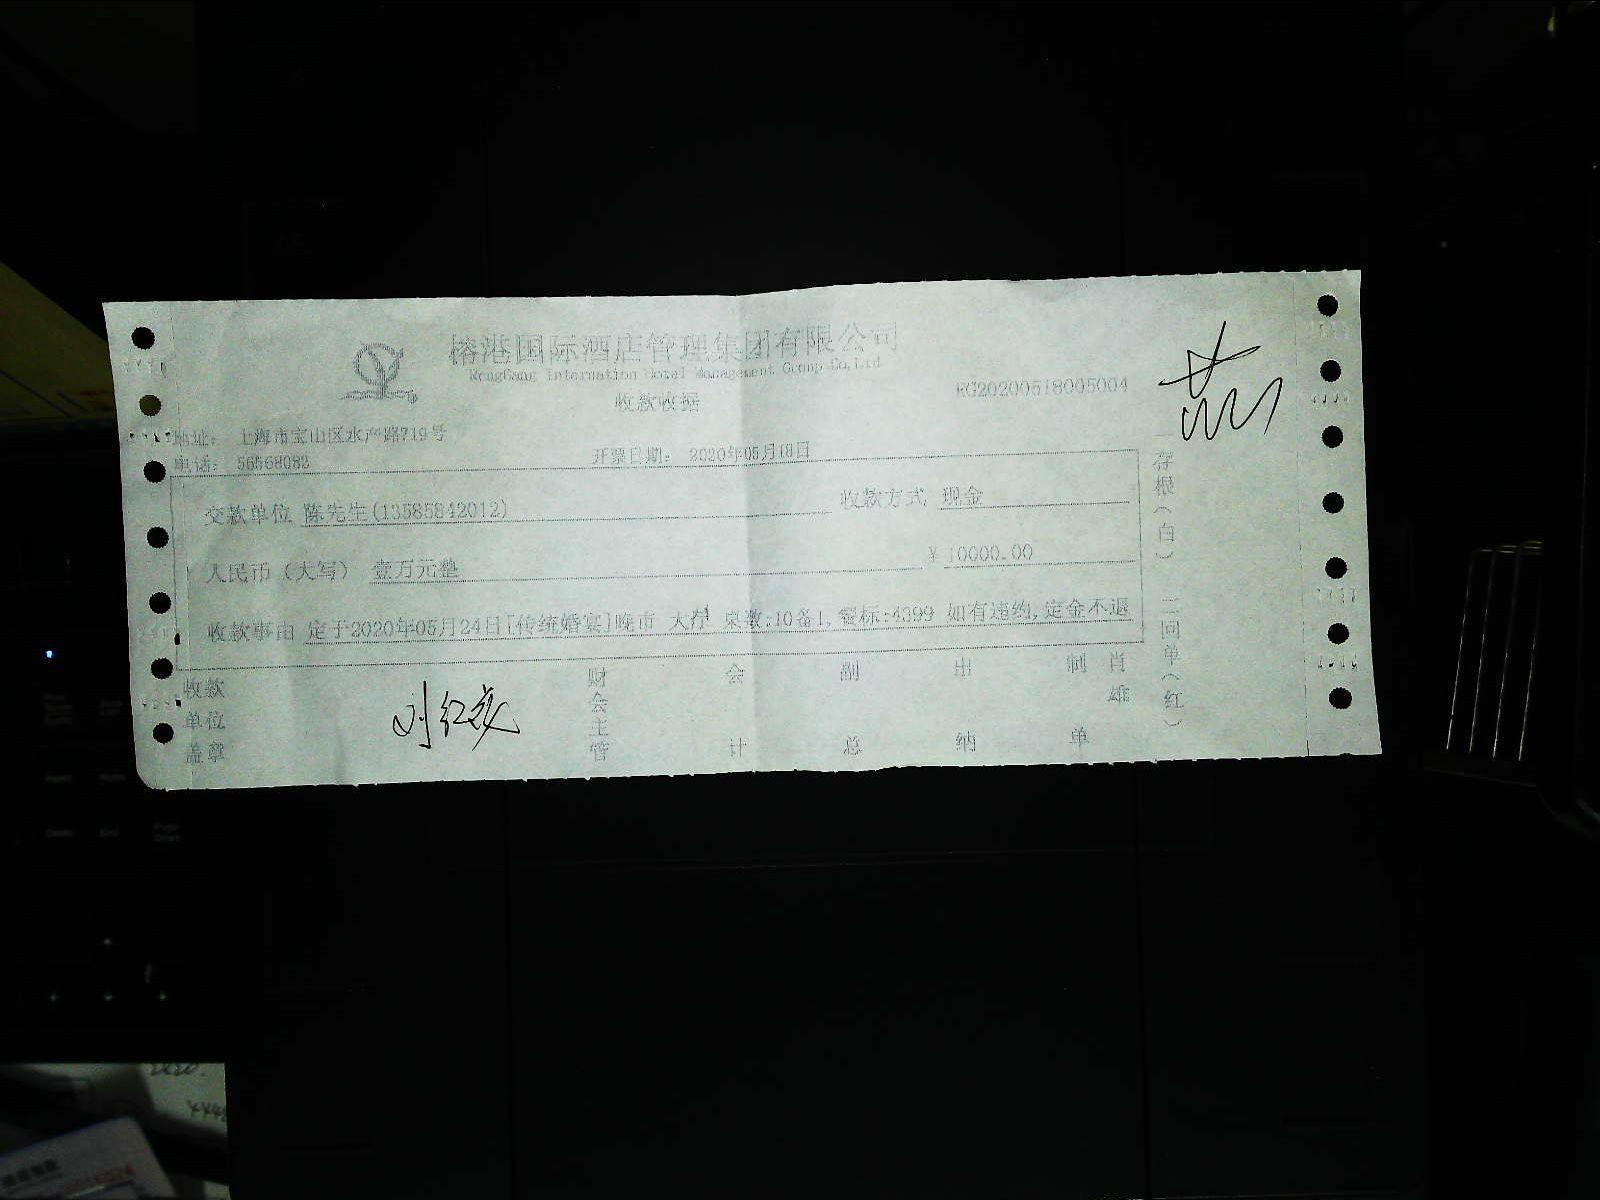 榕港国际酒店管理集团有限公司
RongGang International Hotel Management Group Co,Ltd
收款收据
RG20200518005004
地址： 上海市宝山区水产路719号
电话： 56568082
开票日期： 2020年05月18日
交款单位 陈先生(13585842012)
收款方式 现金
人民币（大写） 壹万元整
￥ 10000.00
收款事由 定于2020年05月24日[传统婚宴]晚市 大厅 桌数:10备1,餐标:4399 如有违约,定金不退
收款单位盖章
财会主管
会计
副总
出纳
制单
肖雄
一存根（白）
二回单（红）